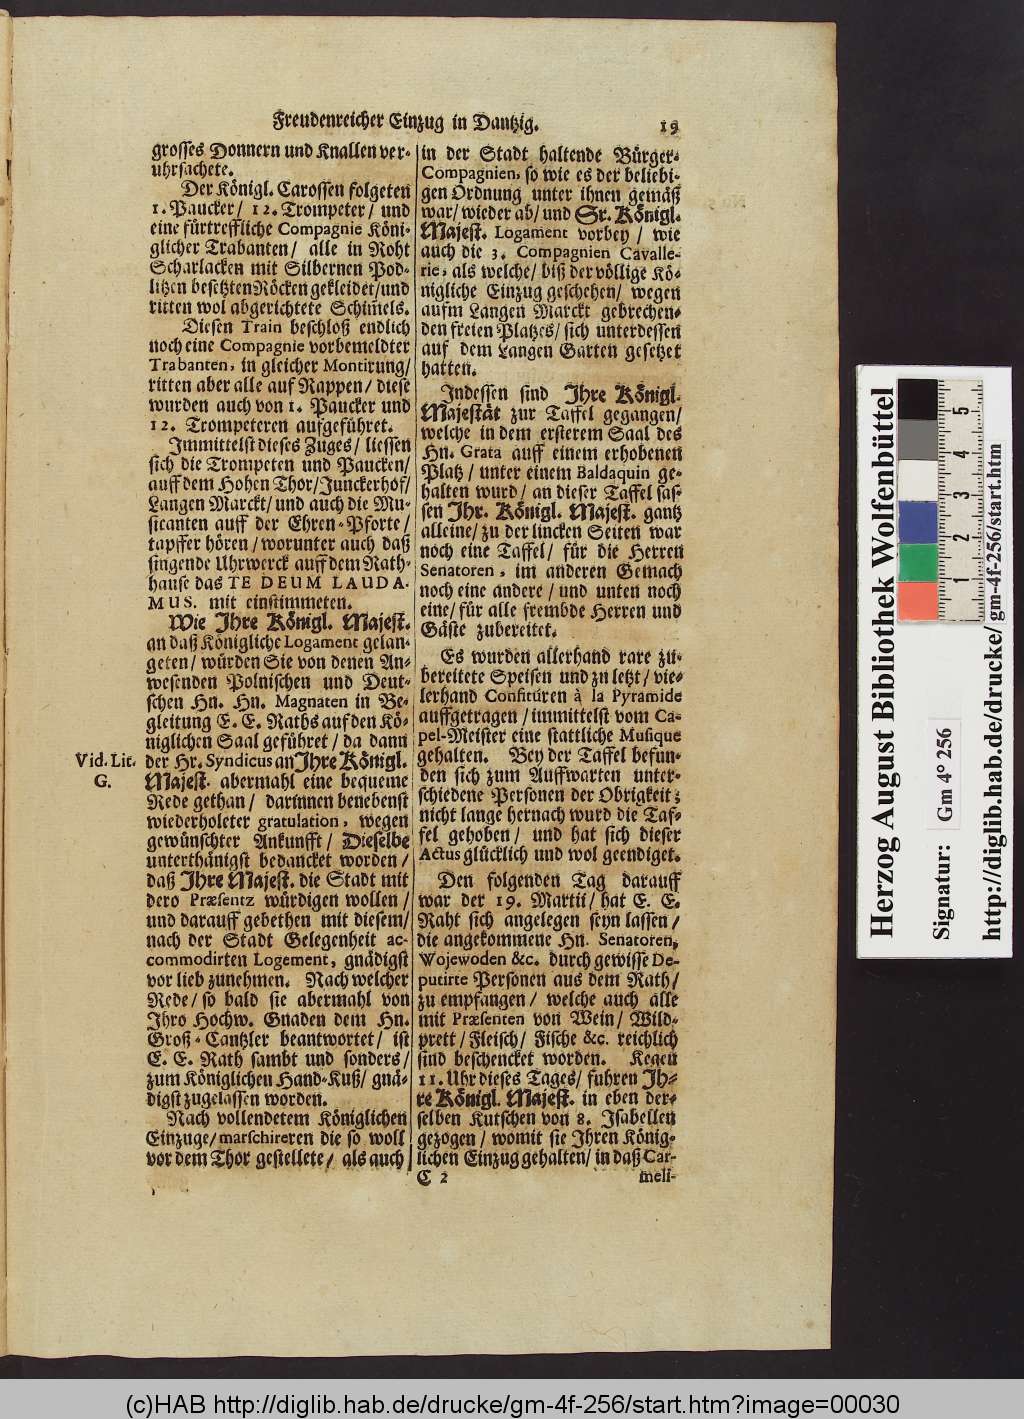 Freudenreicher Einzug in Dantzig.
19
grosses Donnern und Knallen ver-
uhrsachete.
Der Königl. Carossen folgeten
1. Paucker/ 12. Trompeter/ und
eine fürtreffliche Compagnie Köni-
glicher Trabanten/ alle in Roht
Scharlacken mit Silbernen Pod-
litzen besetzten Röcken gekleidet/und
ritten wol abgerichtete Schim̃els.
Diesen Train beschloß endlich
noch eine Compagnie vorbemeldter
Trabanten, in gleicher Montirung/
ritten aber alle auf Rappen/ diese
wurden auch von 1. Paucker und
12. Trompeteren aufgeführet.
Immittelst dieses Zuges/ liessen
sich die Trompeten und Paucken/
auff dem Hohen Thor/Junckerhof/
Langen Marckt/und auch die Mu-
sicanten auff der Ehren-Pforte/
tapffer hören/worunter auch daß
singende Uhrwerck auff dem Rath-
hause das TE DEUM LAUDA-
MUS. mit einstimmeten.
Wie Ihre Königl. Majest.
an daß Königliche Logament gelan-
geten/ würden Sie von denen An-
wesenden Polnischen und Deut-
schen Hn. Hn. Magnaten in Be-
gleitung E. E. Raths auf den Kö-
niglichen Saal geführet/ da dann
Vid. Lit.
G.
der Hr. Syndicus an Ihre Königl.
Majest. abermahl eine bequeme
Rede gethan/ darinnen benebenst
wiederholeter gratulation, wegen
gewünschter Ankunfft/ Dieselbe
unterthänigst bedancket worden/
daß Ihre Majest. die Stadt mit
dero Præsentz würdigen wollen/
und darauff gebethen mit diesem/
nach der Stadt Gelegenheit ac-
commodirten Logement, gnädigst
vor lieb zunehmen. Nach welcher
Rede/ so bald sie abermahl von
Ihro Hochw. Gnaden dem Hn.
Groß-Cantzler beantwortet/ ist
E. E. Rath sambt und sonders/
zum Königlichen Hand-Kuß/ gnä-
digst zugelassen worden.
Nach vollendetem Königlichen
Einzuge/marschireren die so woll
vor dem Thor gestellete/ als auch
in der Stadt haltende Bürger-
Compagnien, so wie es der beliebi-
gen Ordnung unter ihnen gemäß
war/ wieder ab/ und Sr. Königl.
Majest. Logament vorbey/ wie
auch die 3. Compagnien Cavalle-
rie, als welche/ biß der völlige Kö-
nigliche Einzug geschehen/ wegen
aufm Langen Marckt gebrechen-
den freien Platzes/ sich unterdessen
auf dem Langen Garten gesetzet
hatten.
Indessen sind Ihre Königl.
Majestät zur Taffel gegangen/
welche in dem ersterem Saal des
Hn. Grata auff einem erhobenen
Platz/ unter einem Baldaquin ge-
halten wurd/ an dieser Taffel sas-
sen Ihr. Königl. Majest. gantz
alleine/ zu der lincken Seiten war
noch eine Taffel/ für die Herren
Senatoren, im anderen Gemach
noch eine andere/ und unten noch
eine/ für alle frembde Herren und
Gäste zubereitet.
Es wurden allerhand rare zu-
bereitete Speisen und zu letzt/ vie-
lerhand Confitüren à la Pyramide
auffgetragen/ immittelst vom Ca-
pel-Meister eine stattliche Musique
gehalten. Bey der Taffel befun-
den sich zum Auffwarten unter-
schiedene Personen der Obrigkeit;
nicht lange hernach wurd die Taf-
fel gehoben/ und hat sich dieser
Actus glücklich und wol geendiget.
Den folgenden Tag darauff
war der 19. Martii/ hat E. E.
Raht sich angelegen seyn lassen/
die angekommene Hn. Senatoren,
Wojewoden &c. durch gewisse De-
putirte Personen aus dem Rath/
zu empfangen/ welche auch alle
mit Præsenten von Wein/ Wild-
prett/ Fleisch/ Fische &c. reichlich
sind beschencket worden. Kegen
11. Uhr dieses Tages/ fuhren Ih-
re Königl. Majest. in eben der-
selben Kutschen von 8. Isabellen
gezogen/ womit sie Ihren König-
lichen Einzug gehalten/ in daß Car-
C 2
meli-
Herzog August Bibliothek Wolfenbüttel
Signatur: Gm 4° 256
http://diglib.hab.de/drucke/gm-4f-256/start.htm
1 2 3 4 5
(c)HAB http://diglib.hab.de/drucke/gm-4f-256/start.htm?image=00030